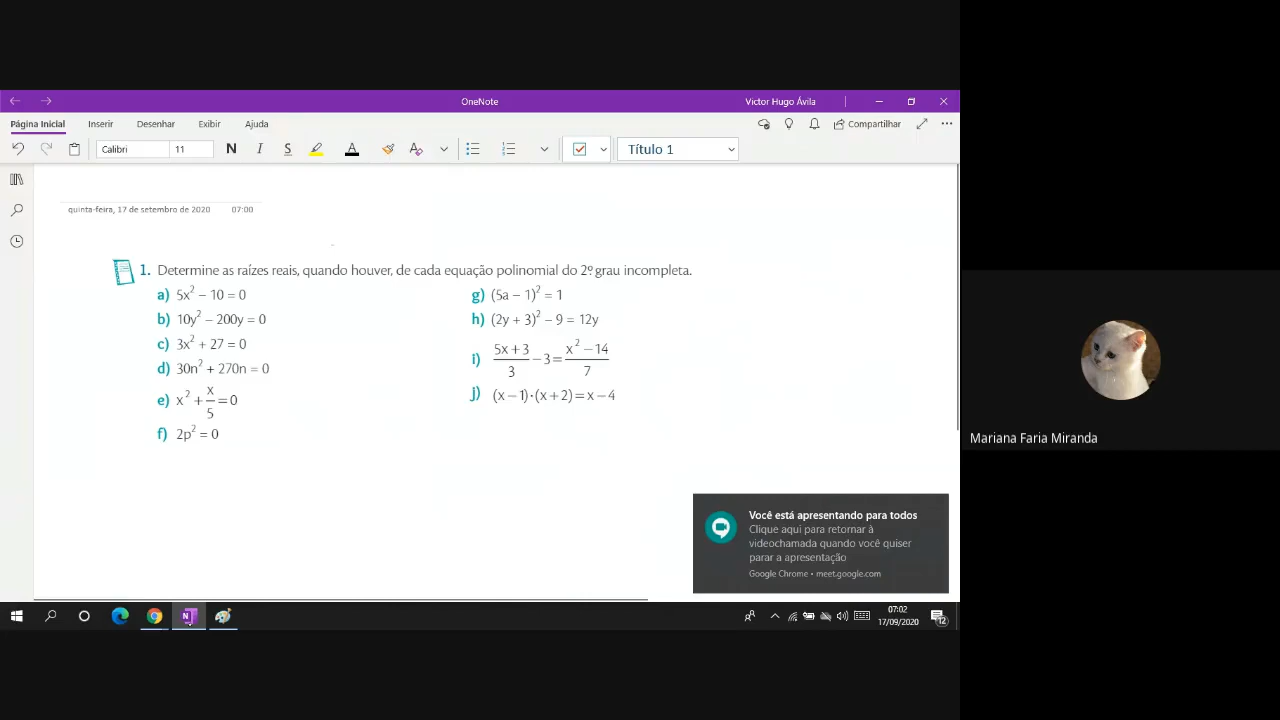 OneNote
Victor Hugo Ávila
Página Inicial Inserir Desenhar Exibir Ajuda
Compartilhar
Calibri 11 N I S A A Título 1
quinta-feira, 17 de setembro de 2020 07:00
1. Determine as raízes reais, quando houver, de cada equação polinomial do 2º grau incompleta.
a) 5x² – 10 = 0
b) 10y² – 200y = 0
c) 3x² + 27 = 0
d) 30n² + 270n = 0
e) x² + x/5 = 0
f) 2p² = 0
g) (5a – 1)² = 1
h) (2y + 3)² – 9 = 12y
i) (5x + 3)/3 – 3 = (x² – 14)/7
j) (x – 1)·(x + 2) = x – 4
Você está apresentando para todos
Clique aqui para retornar à
videochamada quando você quiser
parar a apresentação
Google Chrome • meet.google.com
Mariana Faria Miranda
N
07:02
17/09/2020
12